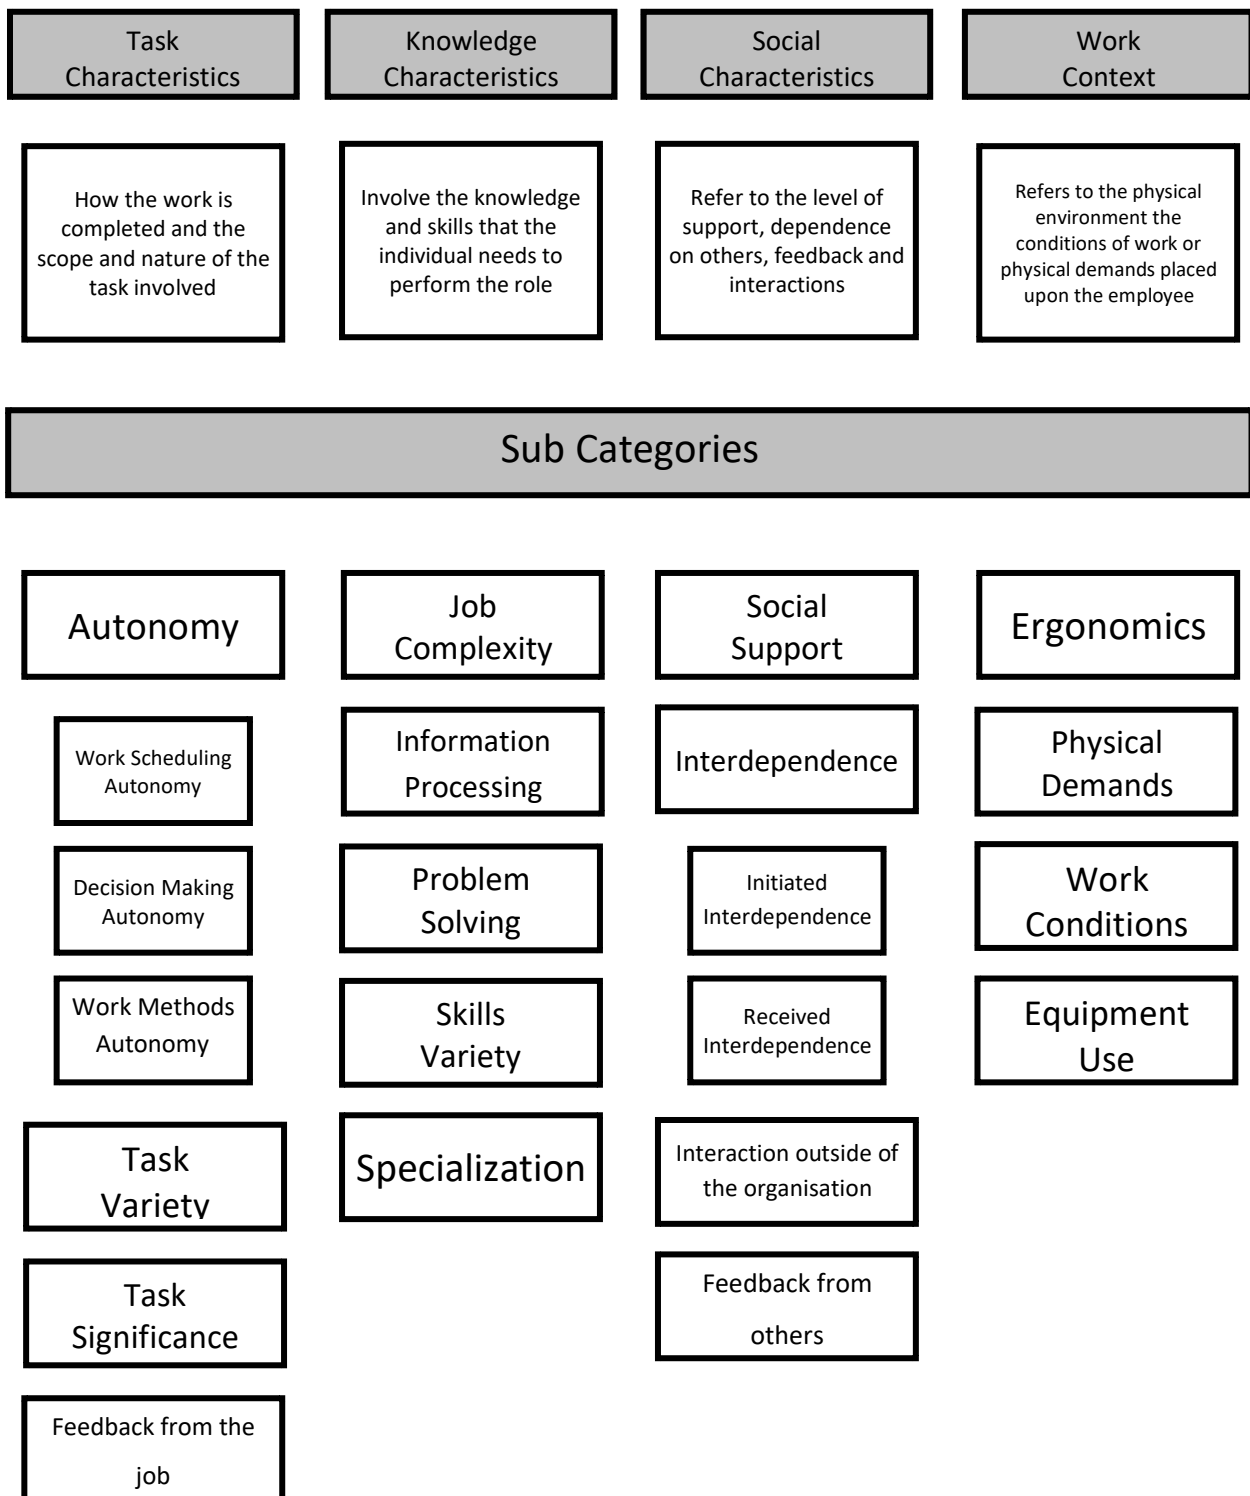 Task
Characteristics
Knowledge
Characteristics
Social
Characteristics
Work
Context
How the work is
completed and the
scope and nature of the
task involved
Involve the knowledge
and skills that the
individual needs to
perform the role
Refer to the level of
support, dependence
on others, feedback and
interactions
Refers to the physical
environment the
conditions of work or
physical demands placed
upon the employee
Sub Categories
Autonomy
Job
Complexity
Social
Support
Ergonomics
Work Scheduling
Autonomy
Information
Processing
Interdependence
Physical
Demands
Decision Making
Autonomy
Problem
Solving
Initiated
Interdependence
Work
Conditions
Work Methods
Autonomy
Skills
Variety
Received
Interdependence
Equipment
Use
Task
Variety
Specialization
Interaction outside of
the organisation
Task
Significance
Feedback from
others
Feedback from the
job